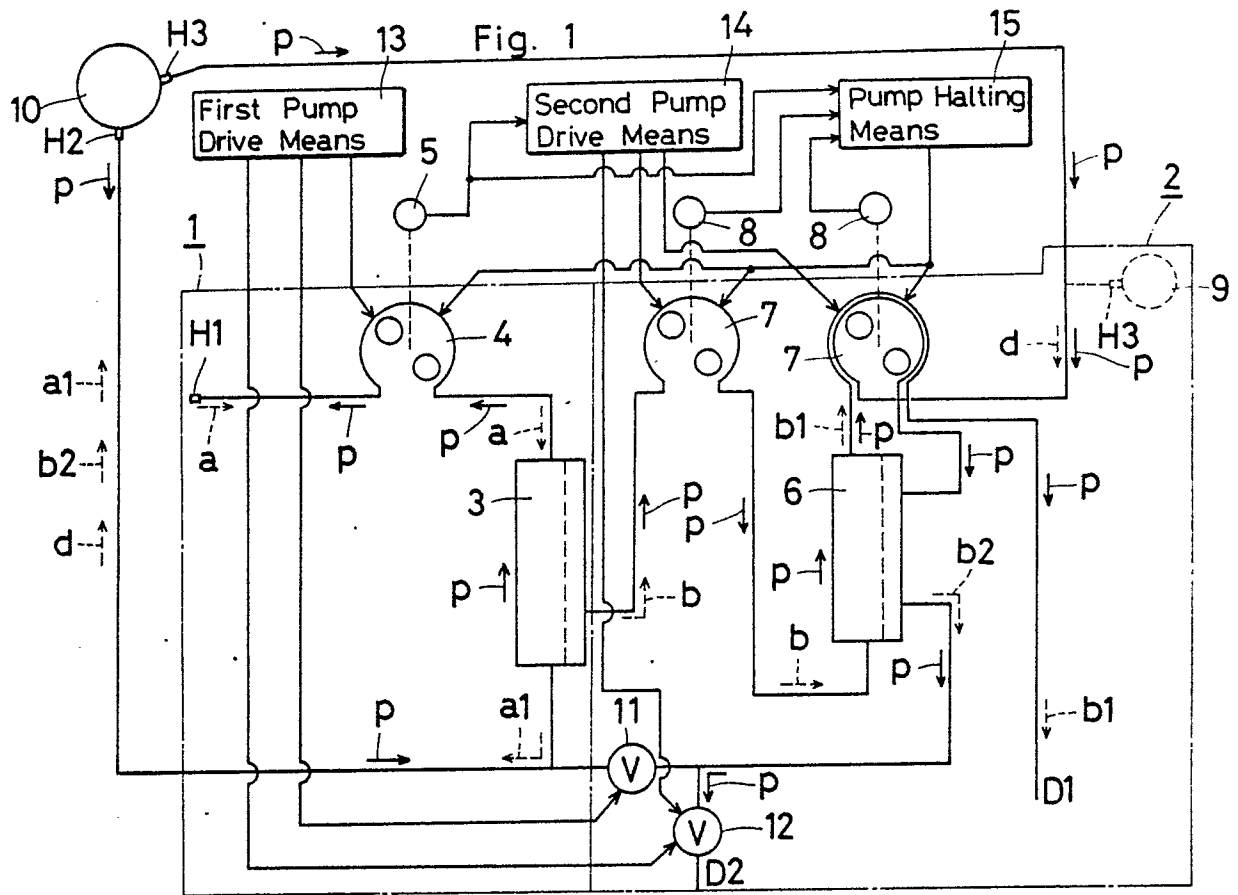 H3
p
Fig. 1
13
14
15
10
First Pump
Drive Means
Second Pump
Drive Means
Pump Halting
Means
H2
5
p
p
2
8
8
1
9
H3
4
7
7
H1
d
p
a1
a
p
p
a
b1
p
b2
3
p
6
p
p
p
d
p
b
p
b2
b
p
p
a1
11
b1
V
p
D1
V
12
D2